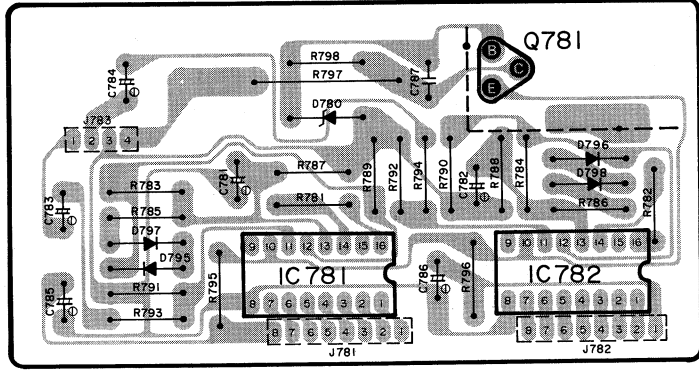 Q781
B
C
E
R798
R797
C784
C787
D780
J783
1 2 3 4
D796
D798
R786
R787
R781
C781
R789
R792
R794
R790
C782
R788
R784
R782
R783
R785
D797
D795
R791
R793
C783
C785
R795
9 10 11 12 13 14 15 16
IC781
8 7 6 5 4 3 2 1
8 7 6 5 4 3 2 1
J781
C786
R796
9 10 11 12 13 14 15 16
IC782
8 7 6 5 4 3 2 1
8 7 6 5 4 3 2 1
J782